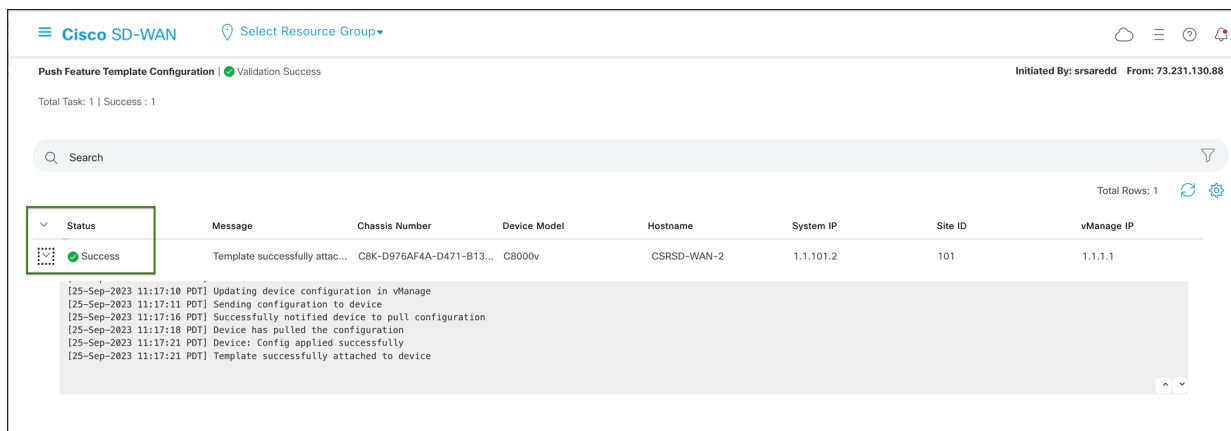 Cisco SD-WAN Select Resource Group
Push Feature Template Configuration | Validation Success Initiated By: srsaredd From: 73.231.130.88
Total Task: 1 | Success : 1
Search
Total Rows: 1
Status Message Chassis Number Device Model Hostname System IP Site ID vManage IP
Success Template successfully attac... C8K-D976AF4A-D471-B13... C8000v CSRSD-WAN-2 1.1.101.2 101 1.1.1.1
[25-Sep-2023 11:17:10 PDT] Updating device configuration in vManage
[25-Sep-2023 11:17:11 PDT] Sending configuration to device
[25-Sep-2023 11:17:16 PDT] Successfully notified device to pull configuration
[25-Sep-2023 11:17:18 PDT] Device has pulled the configuration
[25-Sep-2023 11:17:21 PDT] Device: Config applied successfully
[25-Sep-2023 11:17:21 PDT] Template successfully attached to device